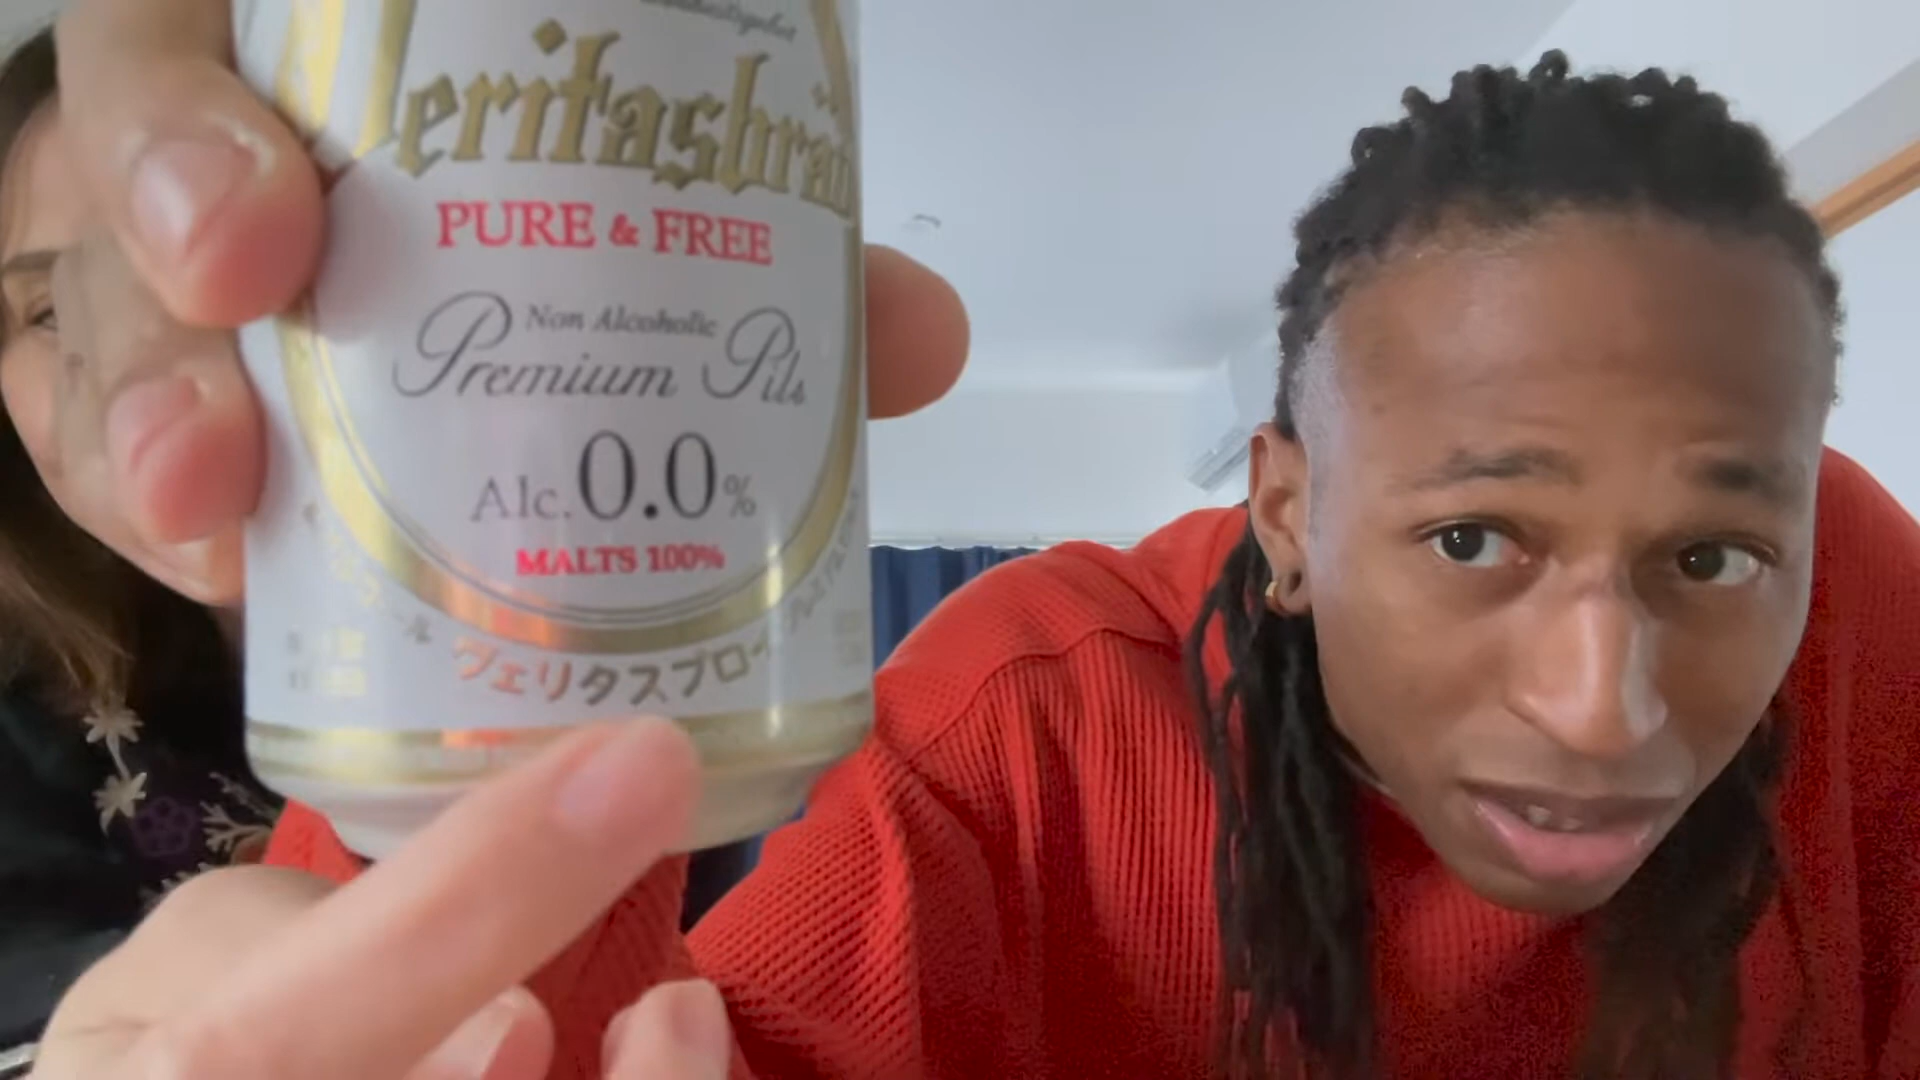 Veritasbräu
PURE & FREE
Non Alcoholic
Premium Pils
Alc. 0.0%
MALTS 100%
ヴェリタスブロイ